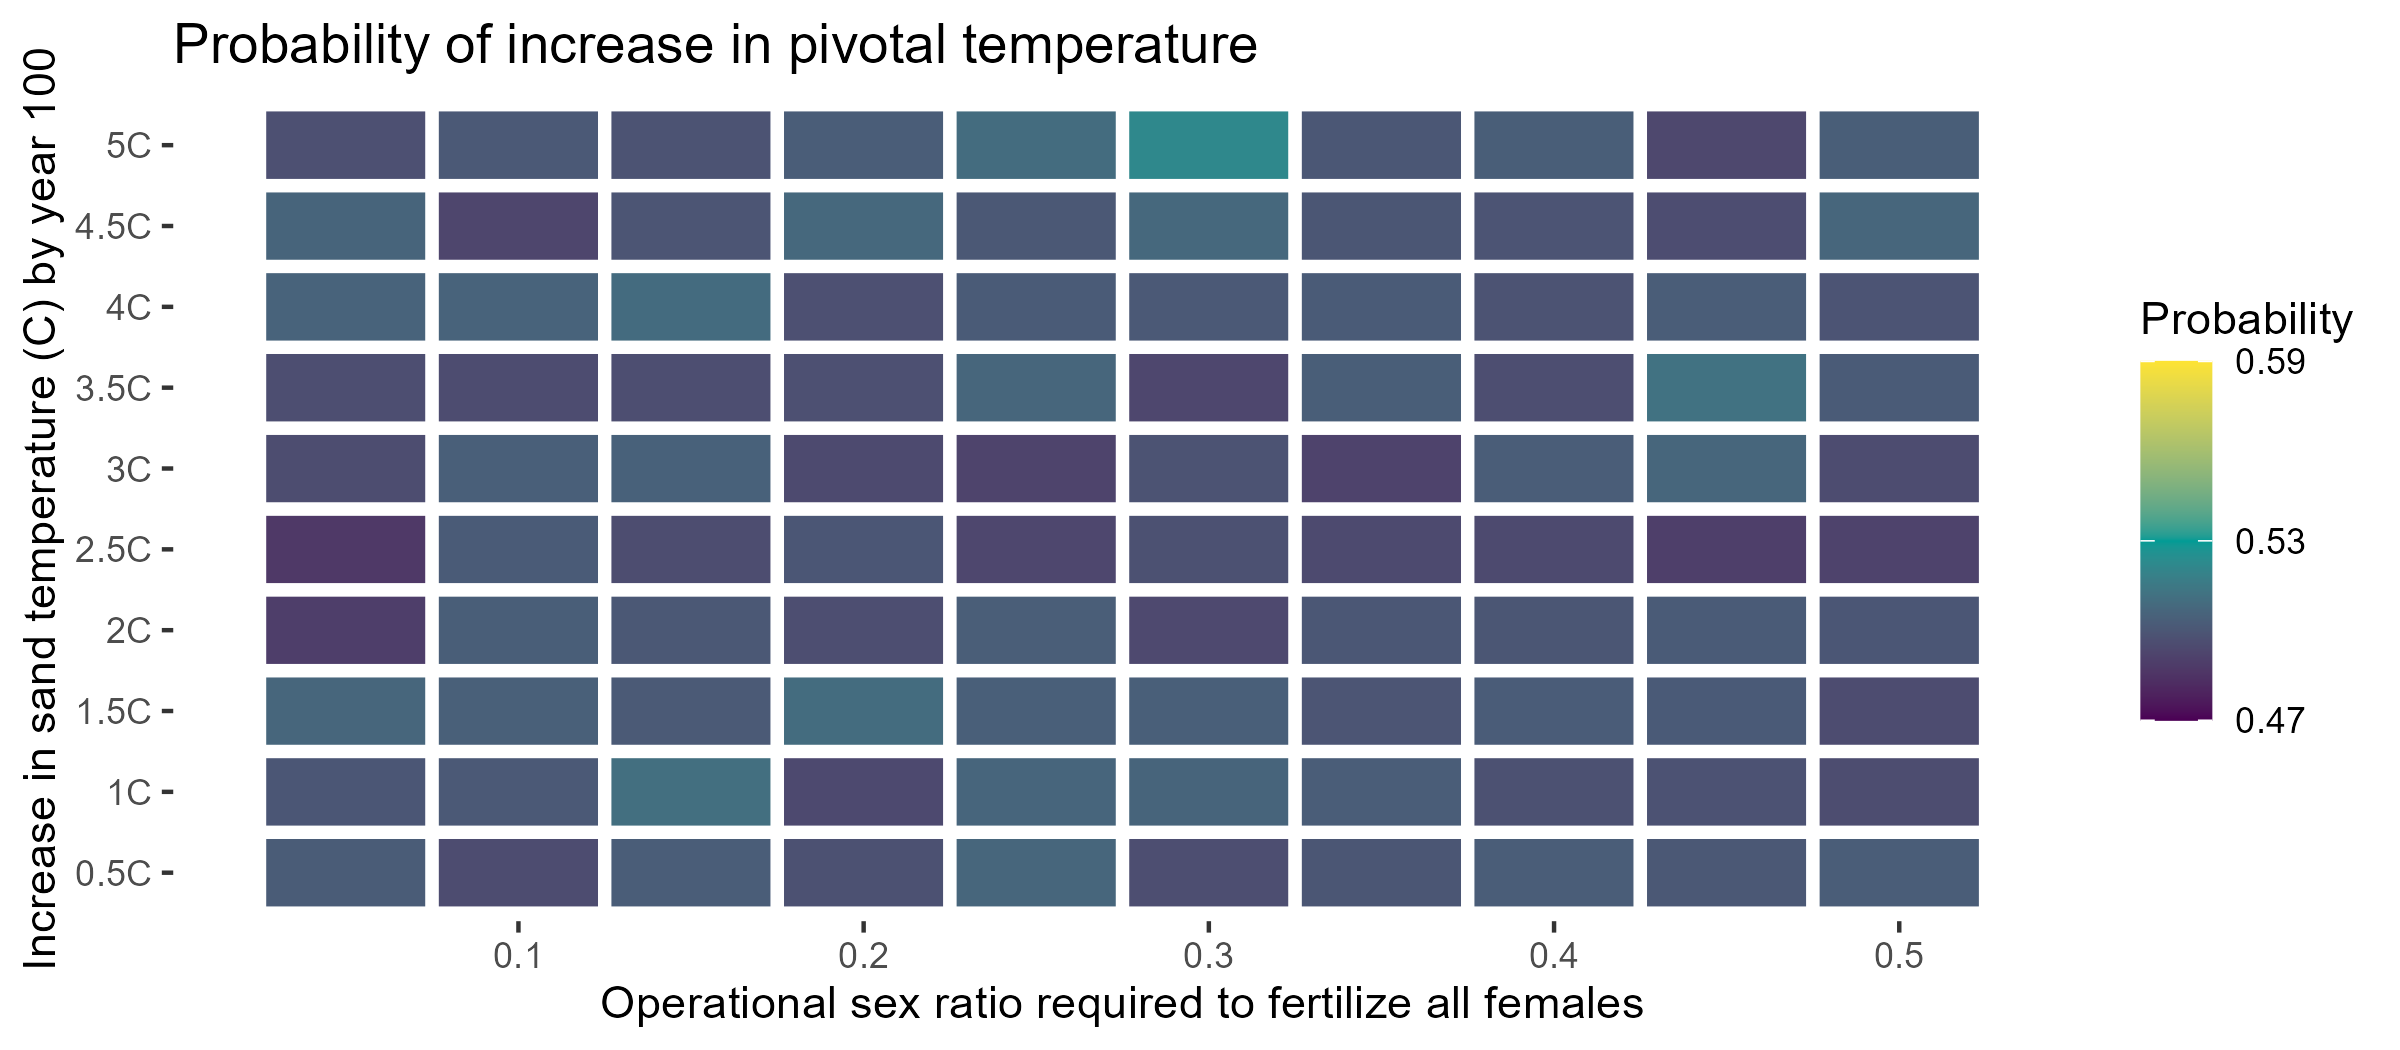 Probability of increase in pivotal temperature
Increase in sand temperature (C) by year 100
5C
4.5C
4C
3.5C
3C
2.5C
2C
1.5C
1C
0.5C
0.1
0.2
0.3
0.4
0.5
Operational sex ratio required to fertilize all females
Probability
0.59
0.53
0.47